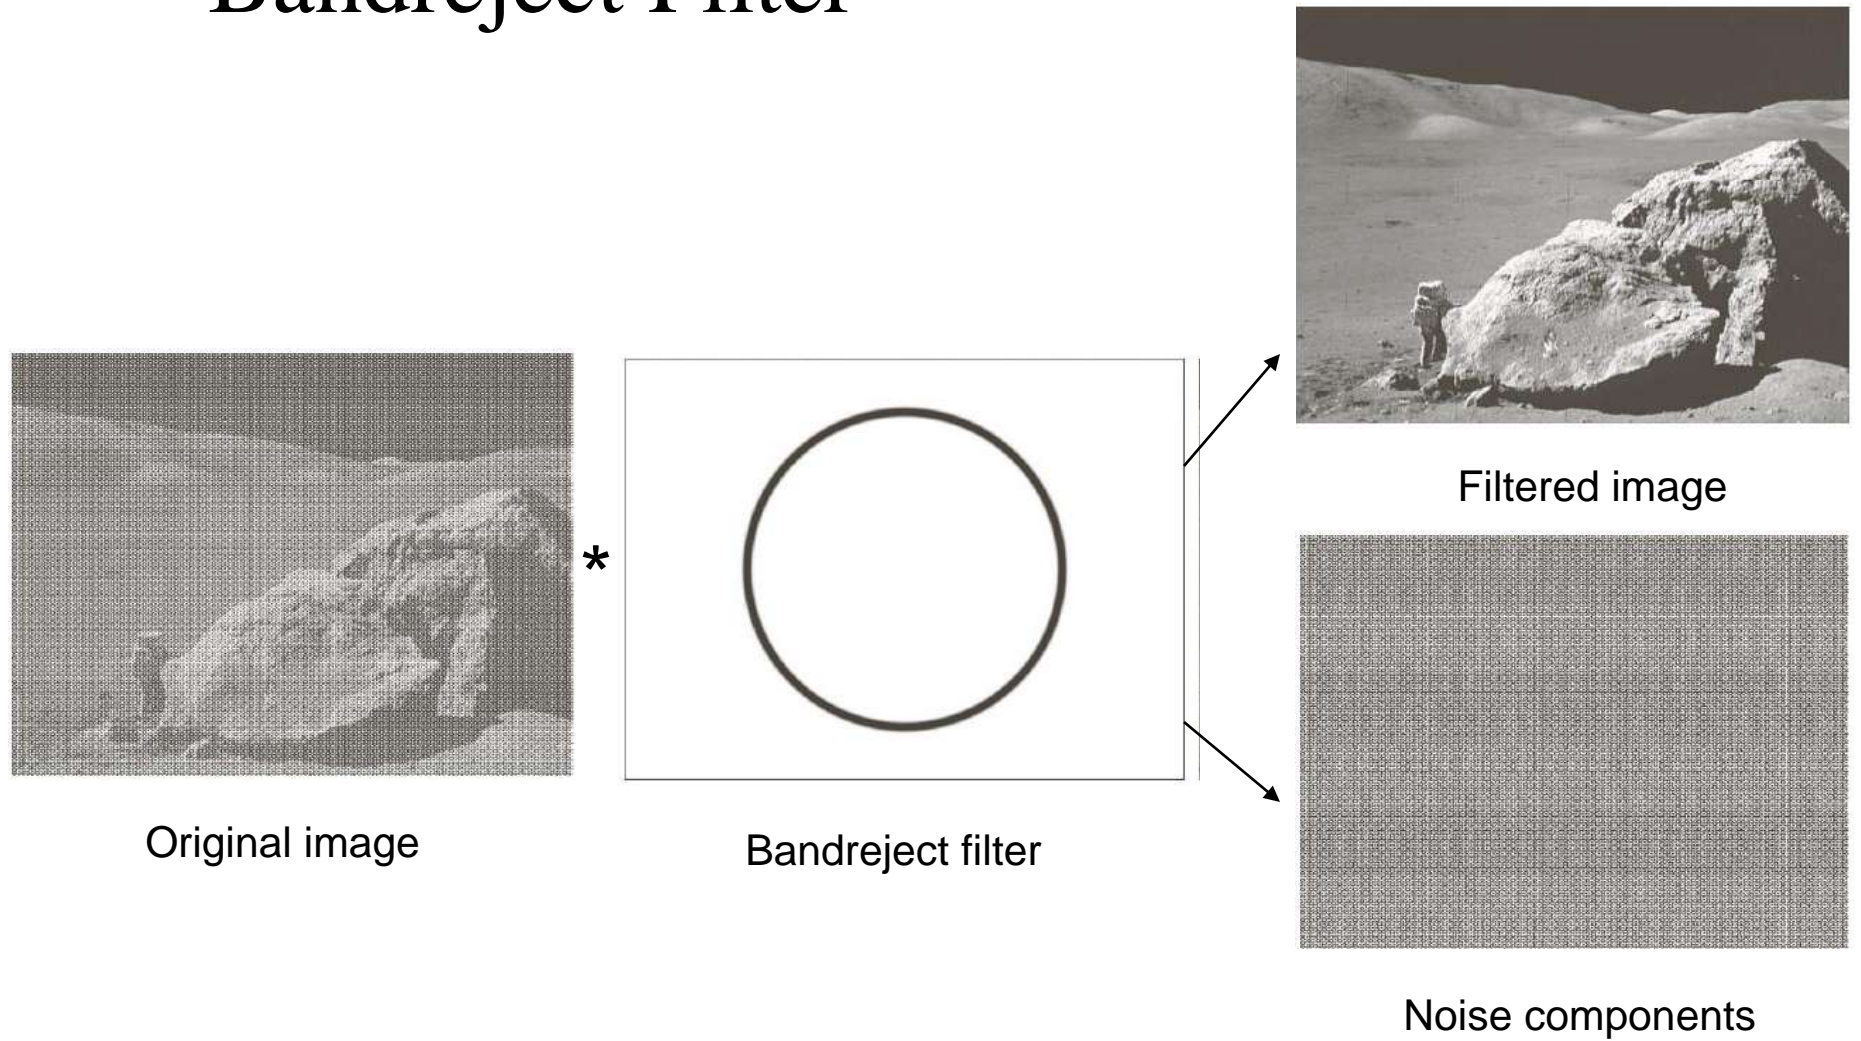 Bandreject Filter
Filtered image
*
Original image
Bandreject filter
Noise components